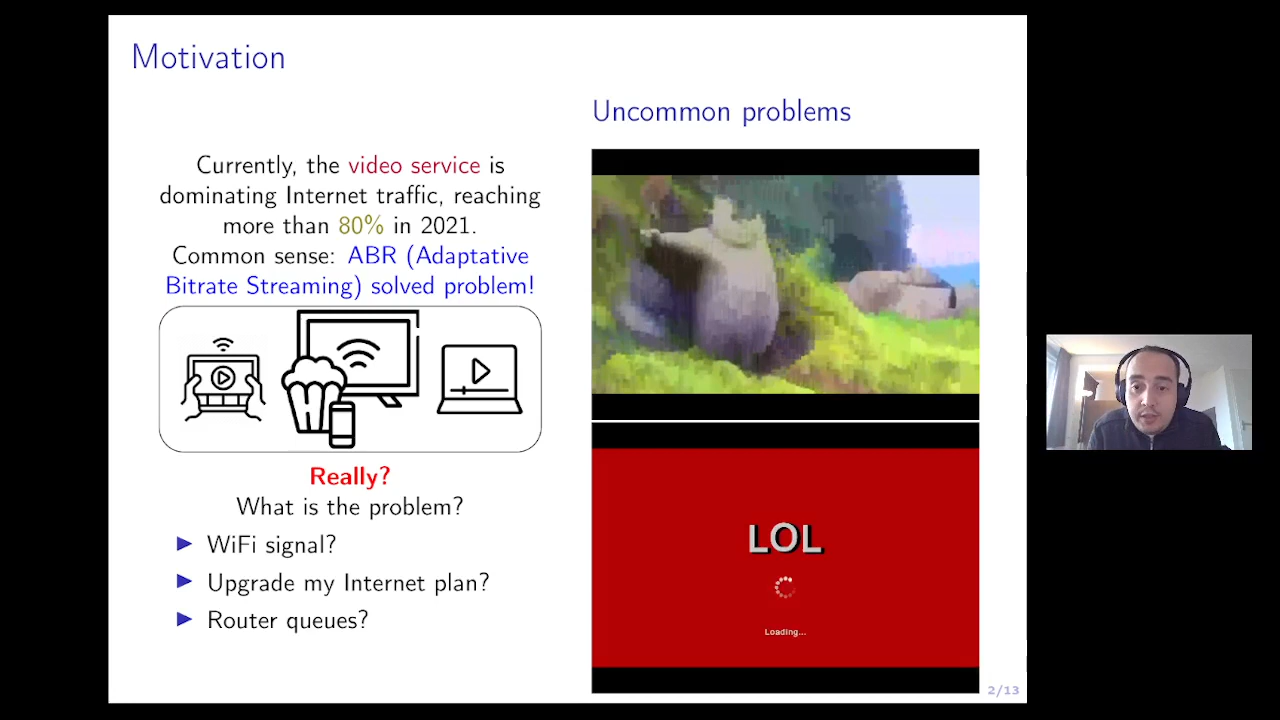 Motivation
Currently, the video service is
dominating Internet traffic, reaching
more than 80% in 2021.
Common sense: ABR (Adaptative
Bitrate Streaming) solved problem!
Really?
What is the problem?
WiFi signal?
Upgrade my Internet plan?
Router queues?
Uncommon problems
LOL
Loading...
2/13